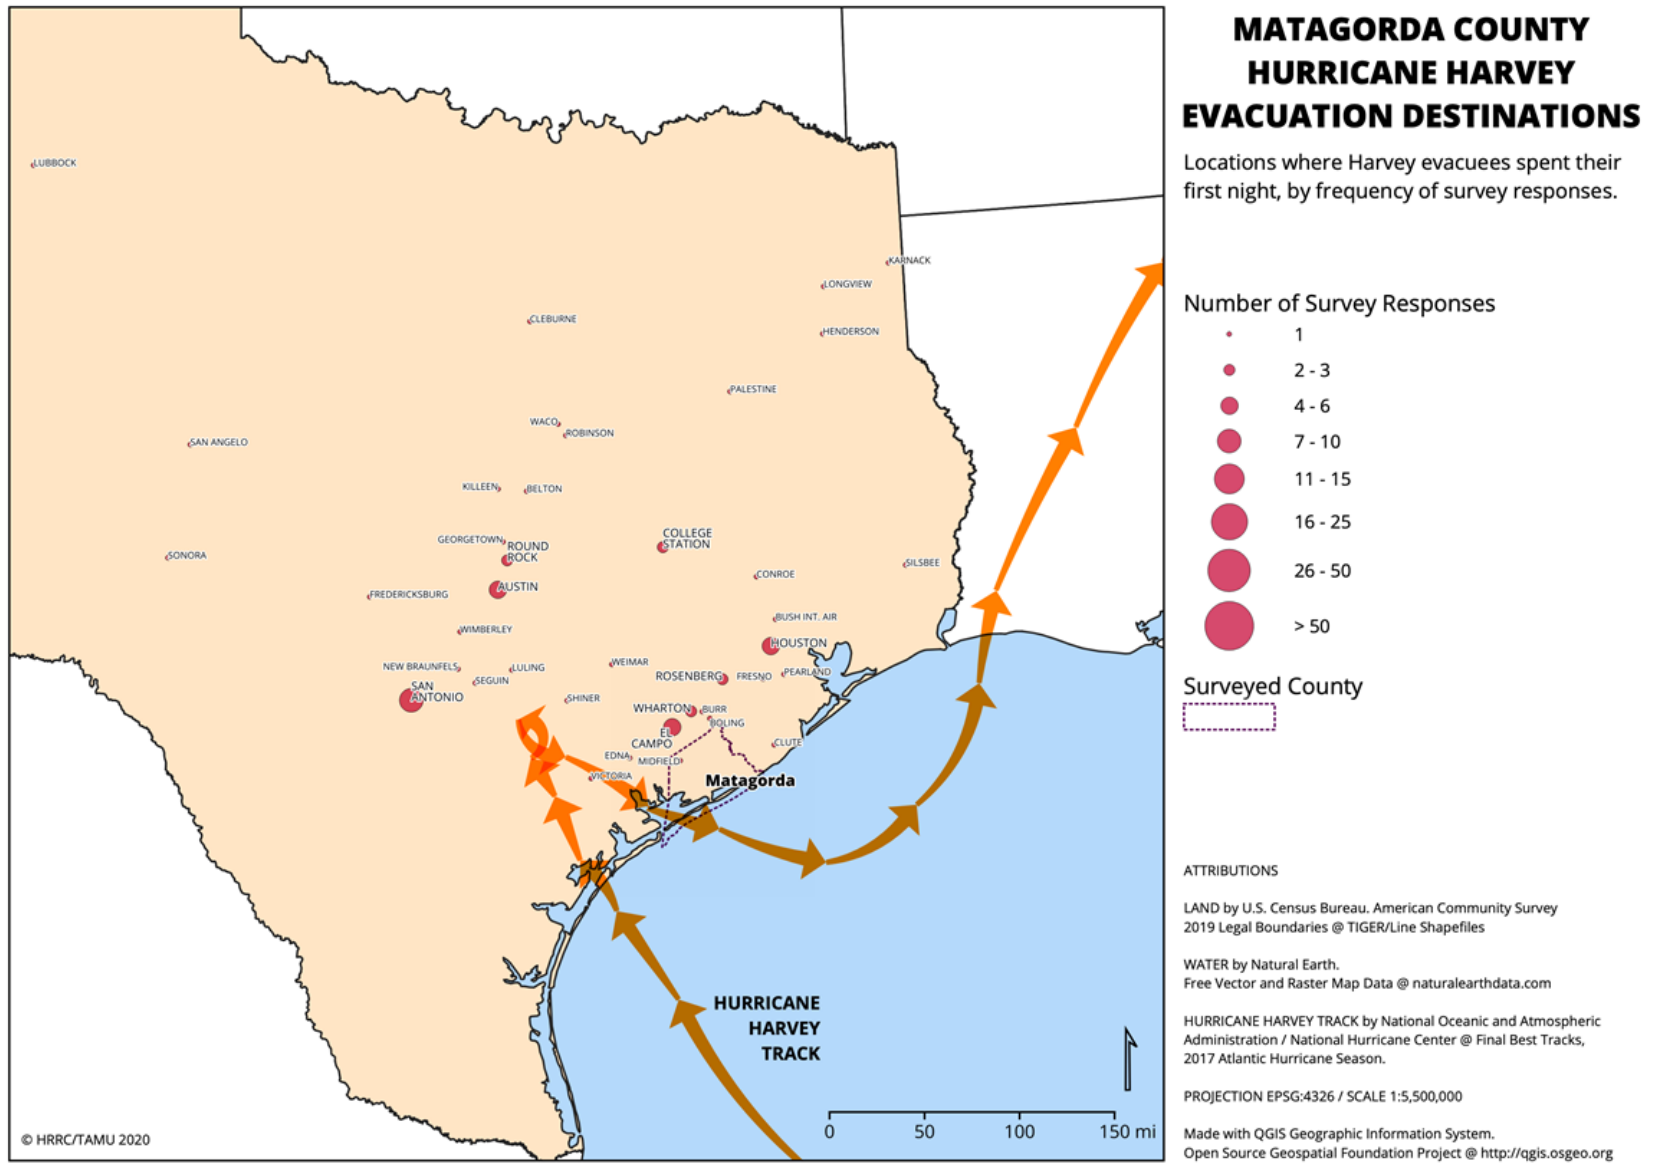 MATAGORDA COUNTY
HURRICANE HARVEY
EVACUATION DESTINATIONS
Locations where Harvey evacuees spent their
first night, by frequency of survey responses.
Number of Survey Responses
1
2 - 3
4 - 6
7 - 10
11 - 15
16 - 25
26 - 50
> 50
Surveyed County
ATTRIBUTIONS
LAND by U.S. Census Bureau. American Community Survey
2019 Legal Boundaries @ TIGER/Line Shapefiles
WATER by Natural Earth.
Free Vector and Raster Map Data @ naturalearthdata.com
HURRICANE HARVEY TRACK by National Oceanic and Atmospheric
Administration / National Hurricane Center @ Final Best Tracks,
2017 Atlantic Hurricane Season.
PROJECTION EPSG:4326 / SCALE 1:5,500,000
Made with QGIS Geographic Information System.
Open Source Geospatial Foundation Project @ http://qgis.osgeo.org
LUBBOCK
KARNACK
LONGVIEW
CLEBURNE
HENDERSON
PALESTINE
WACO
ROBINSON
SAN ANGELO
KILLEEN
BELTON
GEORGETOWN
ROUND
ROCK
COLLEGE
STATION
SONORA
SILSBEE
CONROE
AUSTIN
FREDERICKSBURG
BUSH INT. AIR
WIMBERLEY
HOUSTON
NEW BRAUNFELS
LULING
WEIMAR
SEGUIN
ROSENBERG
FRESNO
PEARLAND
SAN
ANTONIO
SHINER
WHARTON
BURR
BOLING
EL
CAMPO
CLUTE
EDNA
MIDFIELD
VICTORIA
Matagorda
HURRICANE
HARVEY
TRACK
0 50 100 150 mi
© HRRC/TAMU 2020